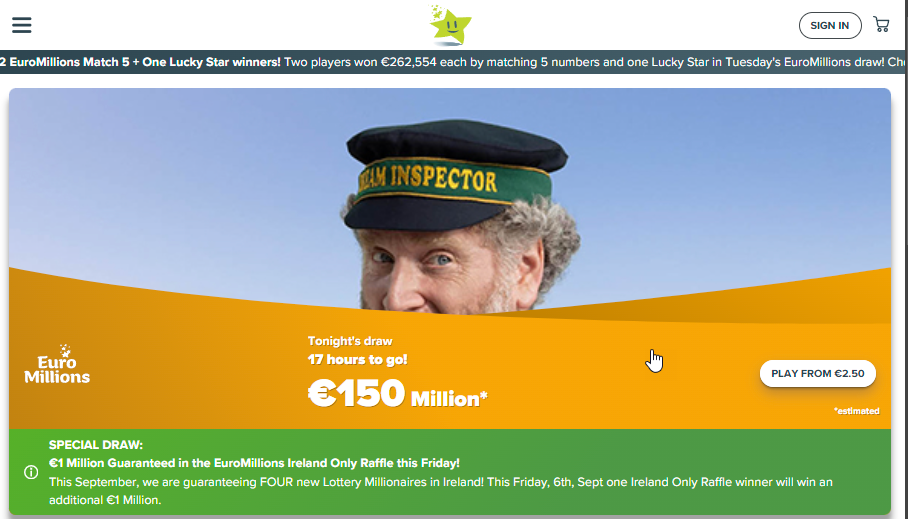 SIGN IN
2 EuroMillions Match 5 + One Lucky Star winners! Two players won €262,554 each by matching 5 numbers and one Lucky Star in Tuesday's EuroMillions draw!
INSPECTOR
Tonight's draw
17 hours to go!
Euro
Millions
€150 Million*
PLAY FROM €2.50
*estimated
SPECIAL DRAW:
€1 Million Guaranteed in the EuroMillions Ireland Only Raffle this Friday!
This September, we are guaranteeing FOUR new Lottery Millionaires in Ireland! This Friday, 6th, Sept one Ireland Only Raffle winner will win an
additional €1 Million.